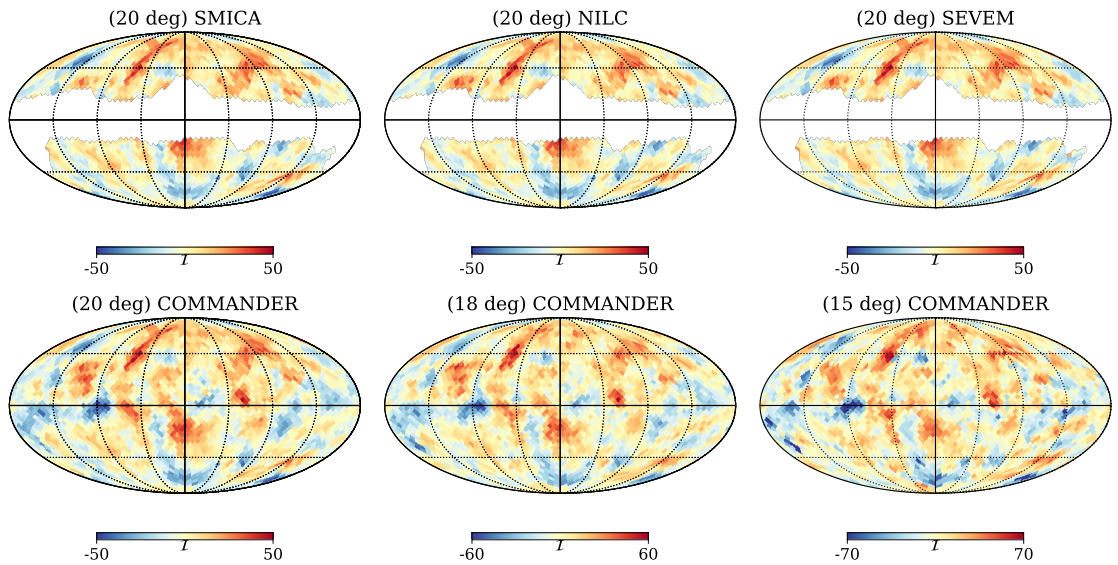 (20 deg) SMICA
(20 deg) NILC
(20 deg) SEVEM
-50 I 50
-50 I 50
-50 I 50
(20 deg) COMMANDER
(18 deg) COMMANDER
(15 deg) COMMANDER
-50 I 50
-60 I 60
-70 I 70